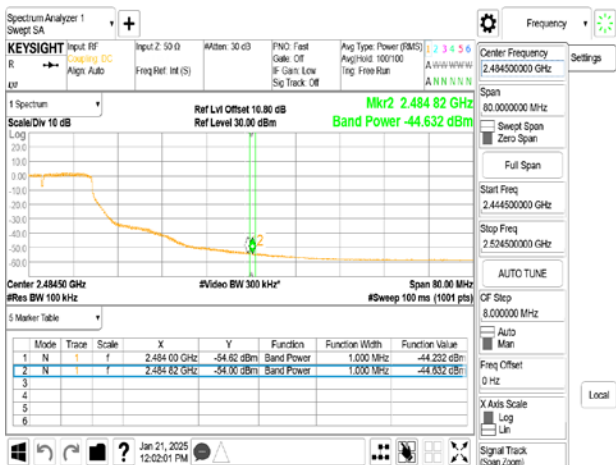 Spectrum Analyzer 1
Swept SA
+
Frequency
KEYSIGHT
R
Input: RF
Coupling: DC
Align: Auto
Input Z: 50 Ω
Freq Ref: Int (S)
#Atten: 30 dB
PNO: Fast
Gate: Off
IF Gain: Low
Sig Track: Off
Avg Type: Power (RMS)
Avg|Hold: 100/100
Trig: Free Run
1 2 3 4 5 6
A W W W W W
A N N N N N
Center Frequency
2.484500000 GHz
Settings
Span
80.0000000 MHz
Swept Span
Zero Span
Full Span
Start Freq
2.444500000 GHz
Stop Freq
2.524500000 GHz
AUTO TUNE
CF Step
8.000000 MHz
Auto
Man
Freq Offset
0 Hz
X Axis Scale
Log
Lin
Signal Track
(Span Zoom)
Local
1 Spectrum
Scale/Div 10 dB
Ref Lvl Offset 10.80 dB
Ref Level 30.00 dBm
Mkr2 2.484 82 GHz
Band Power -44.632 dBm
Log
20.0
10.0
0.00
-10.0
-20.0
-30.0
-40.0
-50.0
-60.0
2
Center 2.48450 GHz
#Res BW 100 kHz
#Video BW 300 kHz*
Span 80.00 MHz
#Sweep 100 ms (1001 pts)
5 Marker Table
Mode Trace Scale X Y Function Function Width Function Value
1 N 1 f 2.484 00 GHz -54.62 dBm Band Power 1.000 MHz -44.232 dBm
2 N 1 f 2.484 82 GHz -54.00 dBm Band Power 1.000 MHz -44.632 dBm
3
4
5
6
?
Jan 21, 2025
12:02:01 PM